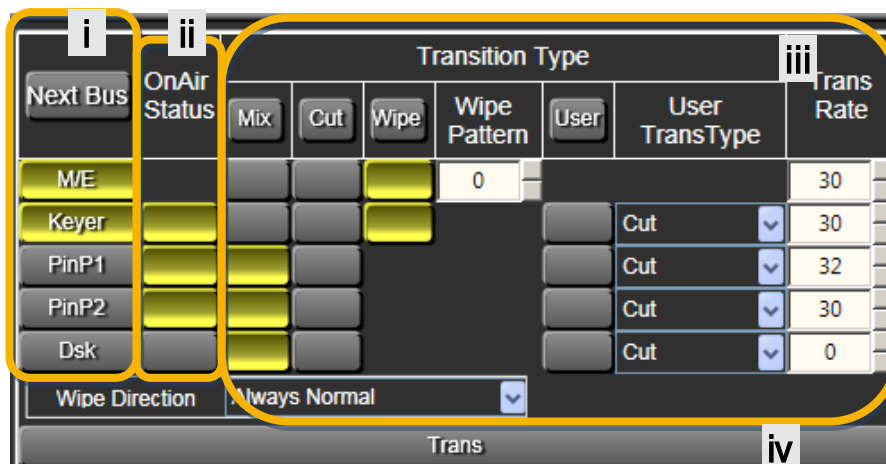 i ii iii
Transition Type
Next Bus OnAir Status Mix Cut Wipe Wipe Pattern User User TransType Trans Rate
M/E 0 30
Keyer Cut 30
PinP1 Cut 32
PinP2 Cut 30
Dsk Cut 0
Wipe Direction Always Normal
Trans iv